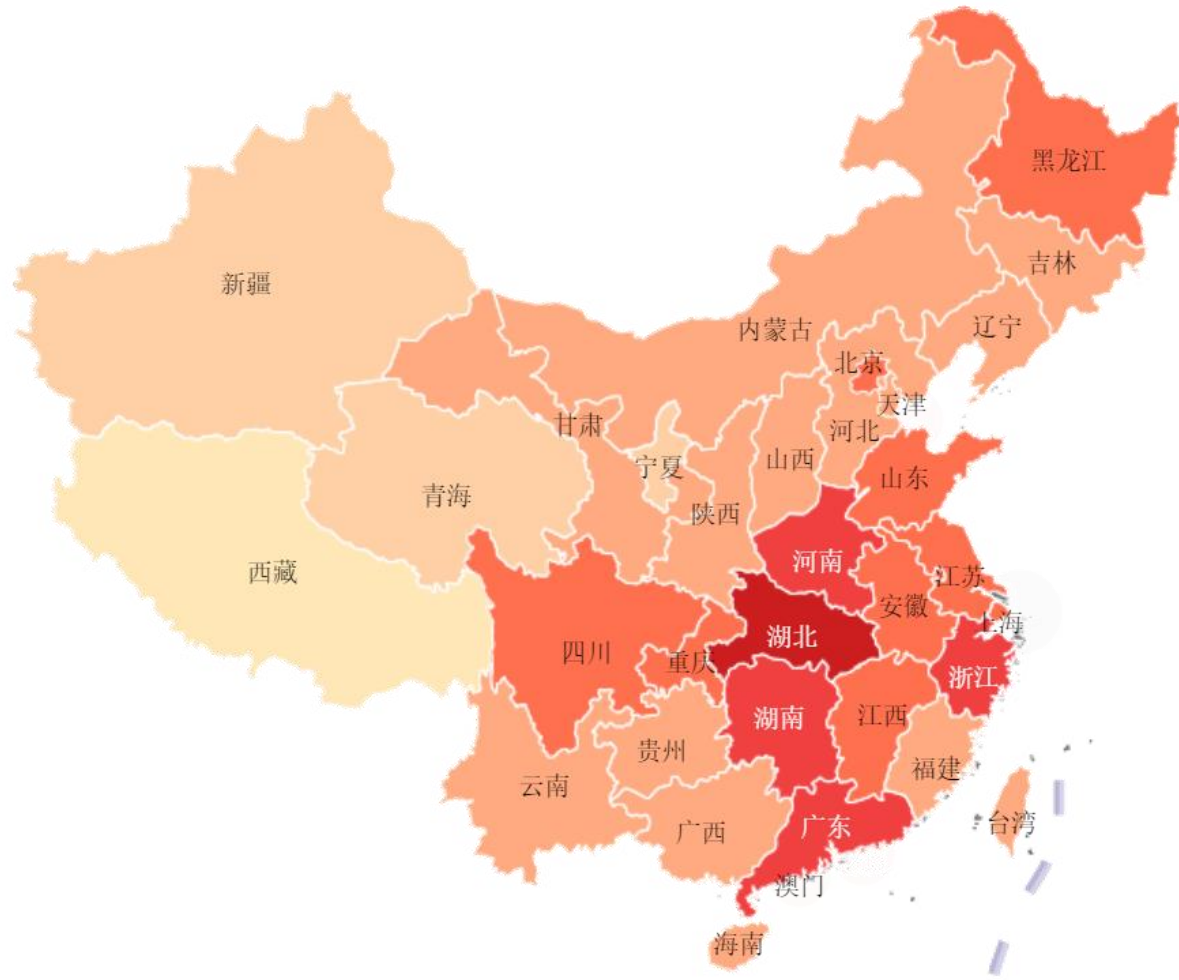 黑龙江
吉林
新疆
辽宁
内蒙古
北京
天津
甘肃
河北
宁夏
山西
山东
青海
陕西
河南
西藏
江苏
安徽
上海
湖北
四川
重庆
浙江
湖南
江西
贵州
福建
云南
广东
台湾
广西
澳门
海南